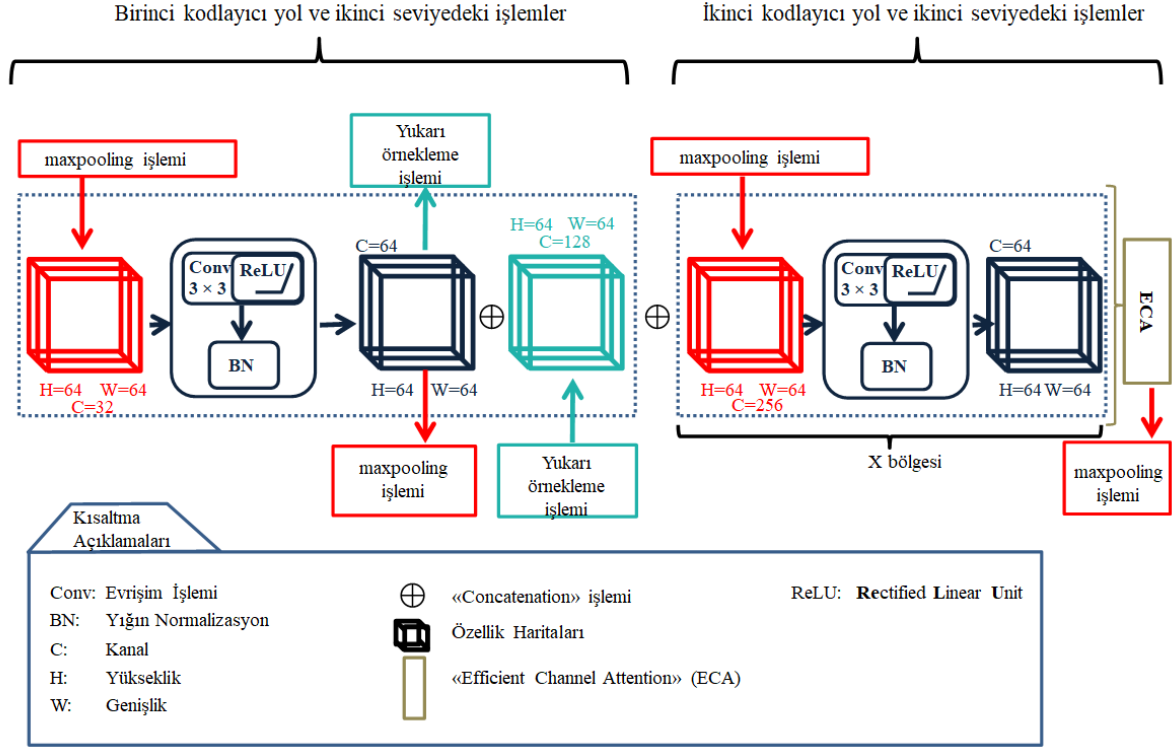 Birinci kodlayıcı yol ve ikinci seviyedeki işlemler
İkinci kodlayıcı yol ve ikinci seviyedeki işlemler
maxpooling işlemi
Yukarı
örnekleme
işlemi
maxpooling işlemi
H=64 W=64
C=128
C=64
C=64
Conv
3 × 3
ReLU
BN
Conv
3 × 3
ReLU
BN
ECA
H=64 W=64
C=32
H=64 W=64
H=64 W=64
C=256
H=64 W=64
maxpooling
işlemi
Yukarı
örnekleme
işlemi
X bölgesi
maxpooling
işlemi
Kısaltma
Açıklamaları
Conv: Evrişim İşlemi
BN: Yığın Normalizasyon
C: Kanal
H: Yükseklik
W: Genişlik
«Concatenation» işlemi
Özellik Haritaları
«Efficient Channel Attention» (ECA)
ReLU: Rectified Linear Unit